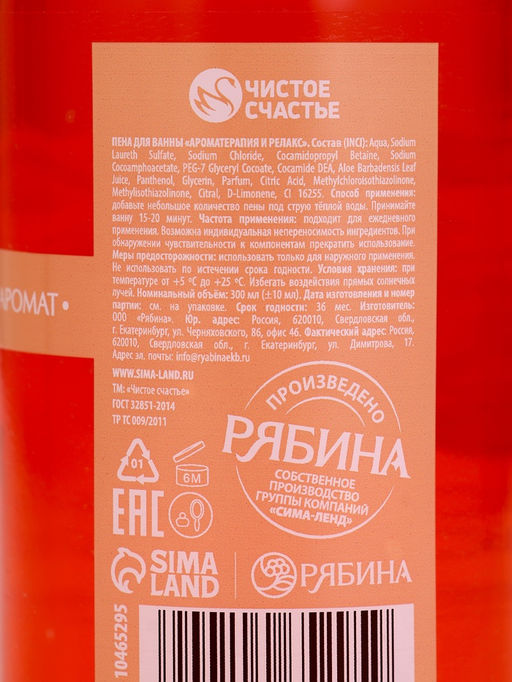 ЧИСТОЕ
СЧАСТЬЕ
ПЕНА ДЛЯ ВАННЫ «АРОМАТЕРАПИЯ И РЕЛАКС». Состав (INCI): Aqua, Sodium
Laureth Sulfate, Sodium Chloride, Cocamidopropyl Betaine, Sodium
Cocoamphoacetate, PEG-7 Glyceryl Cocoate, Cocamide DEA, Aloe Barbadensis Leaf
Juice, Panthenol, Glycerin, Parfum, Citric Acid, Methylchloroisothiazolinone,
Methylisothiazolinone, Citral, D-Limonene, CI 16255. Способ применения:
добавьте небольшое количество пены под струю тёплой воды. Принимайте
ванну 15-20 минут. Частота применения: подходит для ежедневного
применения. Возможна индивидуальная непереносимость ингредиентов. При
обнаружении чувствительности к компонентам прекратить использование.
Меры предосторожности: использовать только для наружного применения.
Не использовать по истечении срока годности. Условия хранения: при
температуре от +5 °С до +25 °С. Избегать воздействия прямых солнечных
лучей. Номинальный объём: 300 мл (±10 мл). Дата изготовления и номер
партии: см. на упаковке. Срок годности: 36 мес. Изготовитель:
ООО «Рябина». Юр. адрес: Россия, 620010, Свердловская обл.,
г. Екатеринбург, ул. Черняховского, 86, офис 46. Фактический адрес: Россия,
620010, Свердловская обл., г. Екатеринбург, ул. Димитрова, 17.
Адрес эл. почты: info@ryabinaekb.ru
АРОМАТ •
WWW.SIMA-LAND.RU
ТМ: «Чистое счастье»
ГОСТ 32851-2014
ТР ТС 009/2011
ПРОИЗВЕДЕНО
РЯБИНА
СОБСТВЕННОЕ
ПРОИЗВОДСТВО
ГРУППЫ КОМПАНИЙ
«СИМА-ЛЕНД»
01
6М
EAC
SIMA
LAND
РЯБИНА
10465295